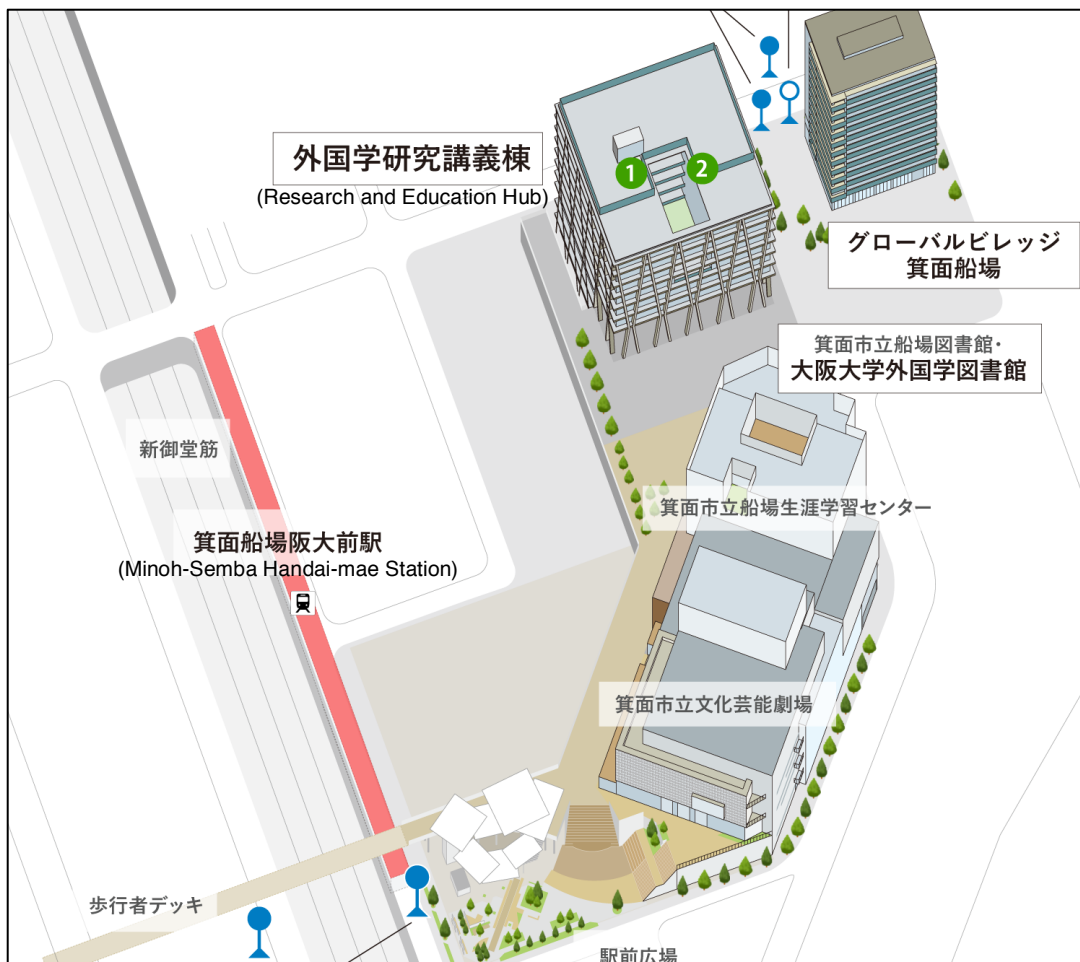 外国学研究講義棟
(Research and Education Hub)
1
2
グローバルビレッジ
箕面船場
箕面市立船場図書館・
大阪大学外国学図書館
新御堂筋
箕面市立船場生涯学習センター
箕面船場阪大前駅
(Minoh-Semba Handai-mae Station)
箕面市立文化芸能劇場
歩行者デッキ
駅前広場